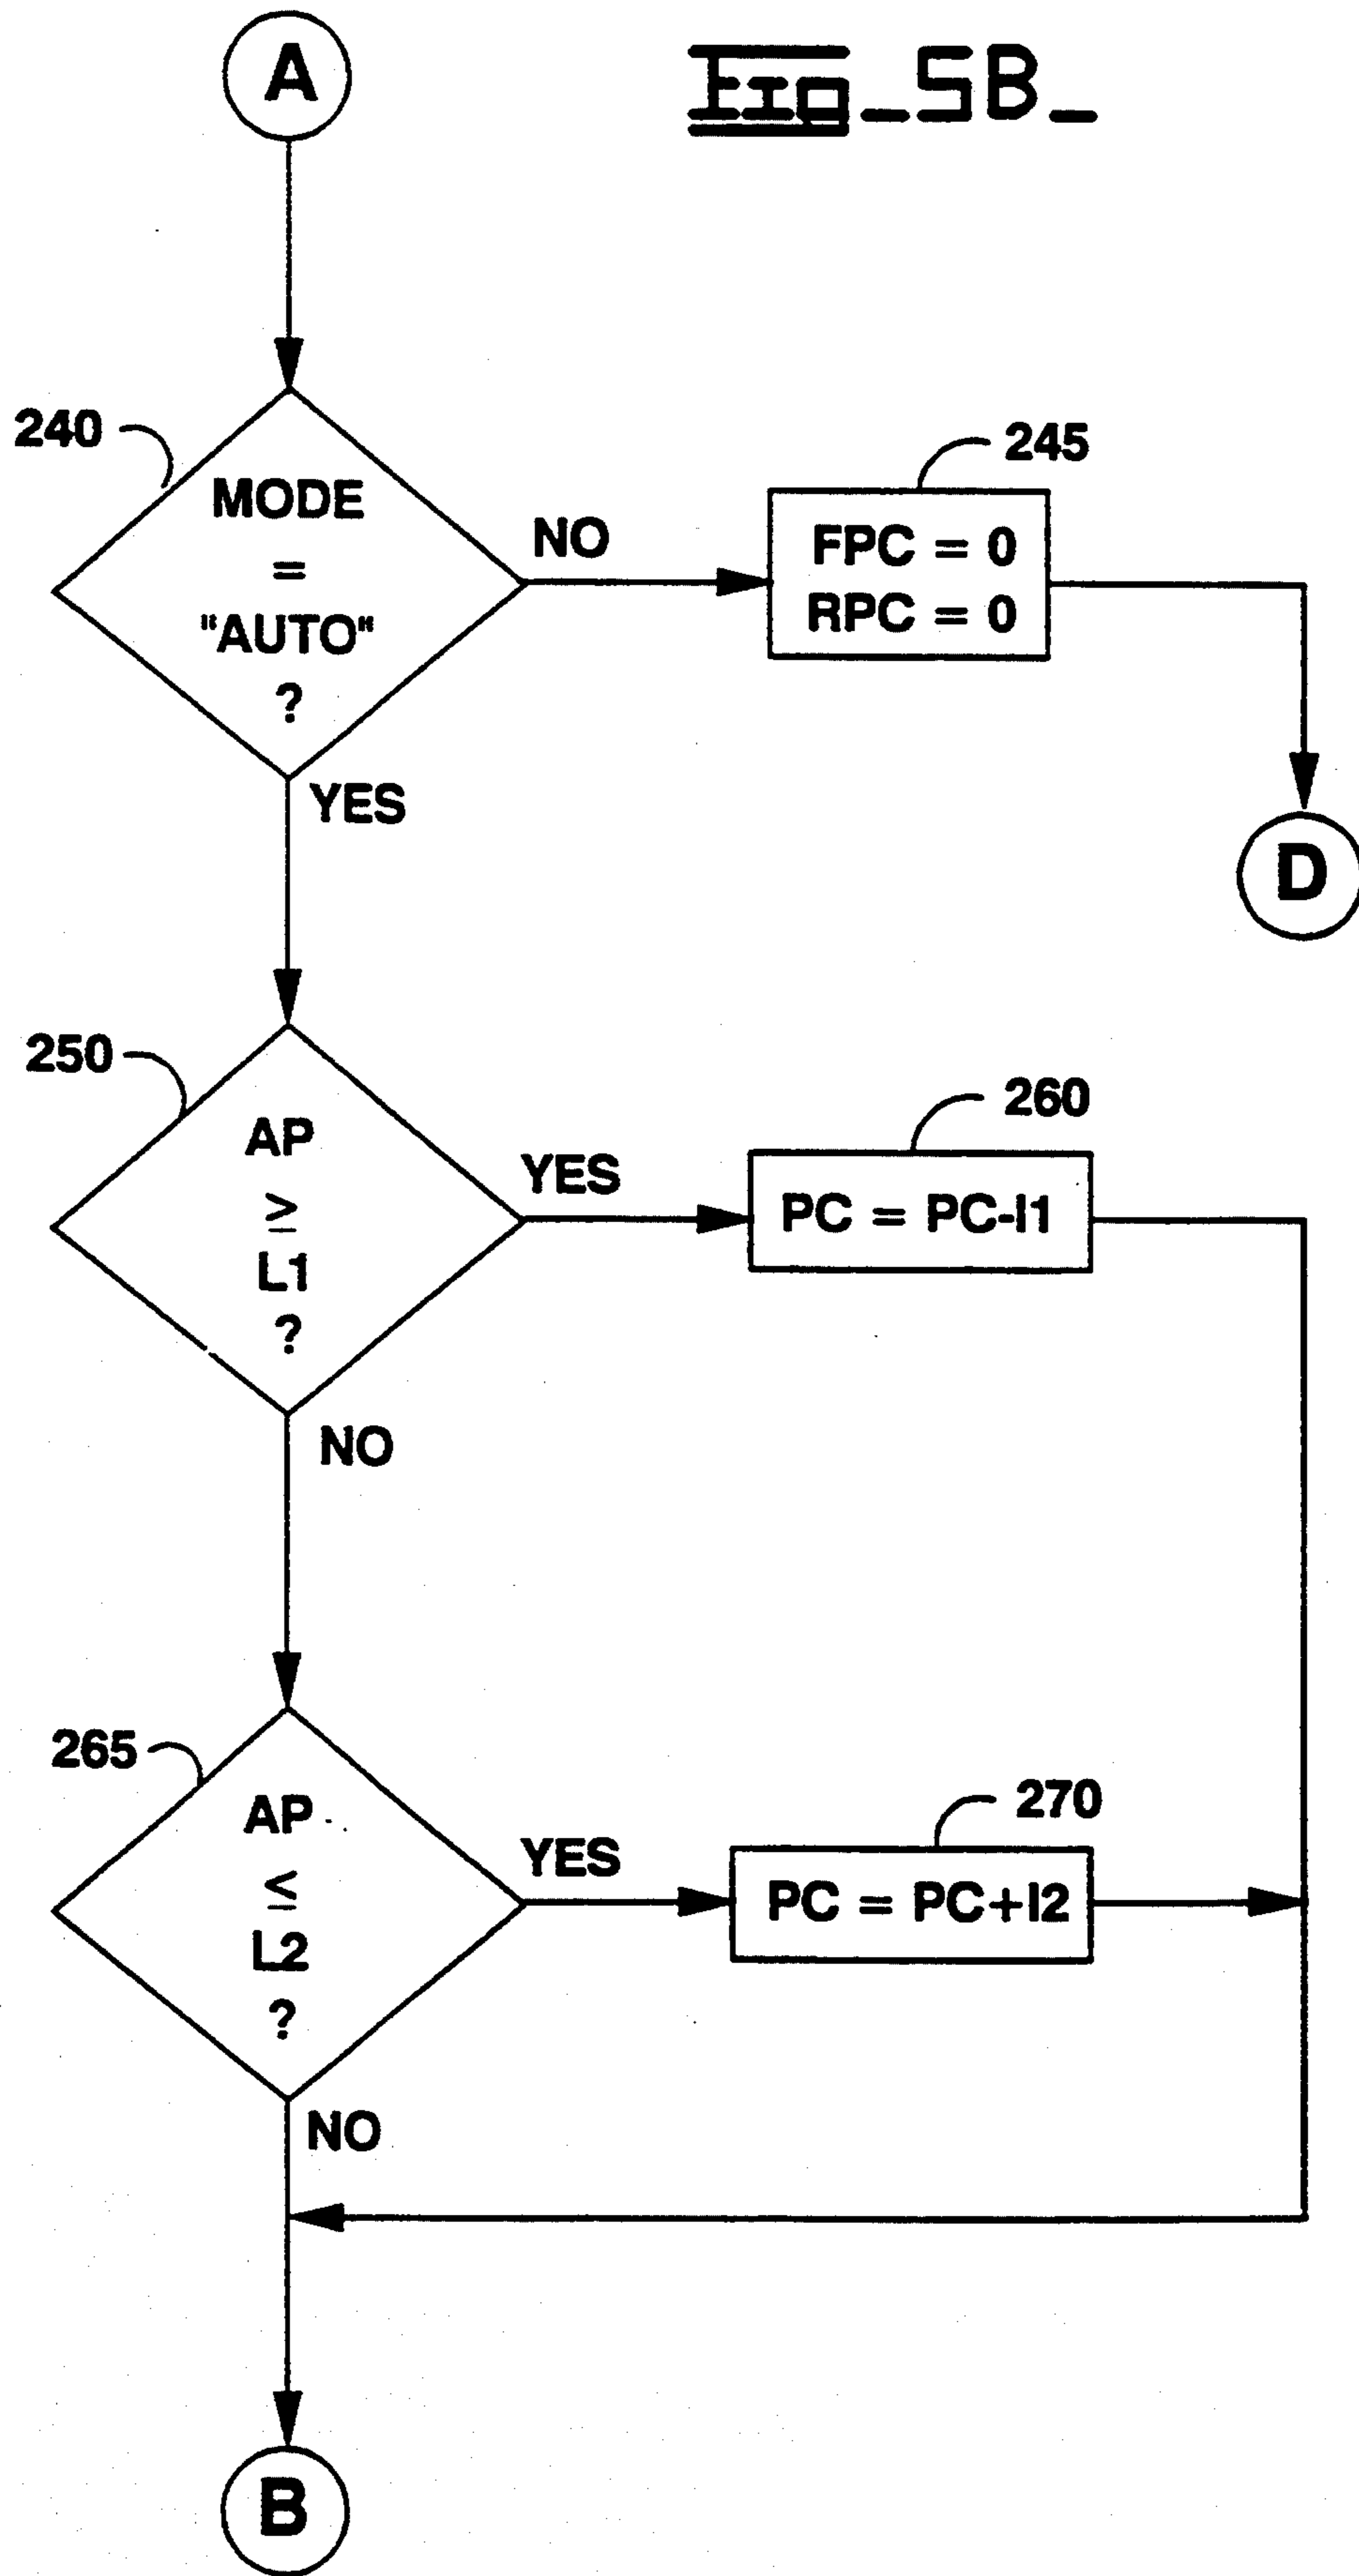 A
Fig_5B_
240
MODE
=
"AUTO"
?
NO
245
FPC = 0
RPC = 0
YES
D
250
AP
≥
L1
?
YES
260
PC = PC-I1
NO
265
AP
≤
L2
?
YES
270
PC = PC+I2
NO
B